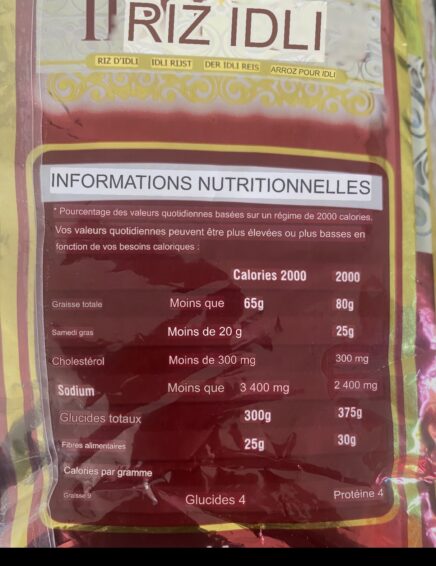 RIZ IDLI
RIZ D'IDLI IDLI RIJST DER IDLI REIS ARROZ POUR IDLI
INFORMATIONS NUTRITIONNELLES
* Pourcentage des valeurs quotidiennes basées sur un régime de 2000 calories.
Vos valeurs quotidiennes peuvent être plus élevées ou plus basses en
fonction de vos besoins caloriques :
Calories 2000 2000
Graisse totale Moins que 65g 80g
Samedi gras Moins de 20 g 25g
Cholestérol Moins de 300 mg 300 mg
Sodium Moins que 3 400 mg 2 400 mg
Glucides totaux 300g 375g
Fibres alimentaires 25g 30g
Calories par gramme
Graisse 9 Glucides 4 Protéine 4